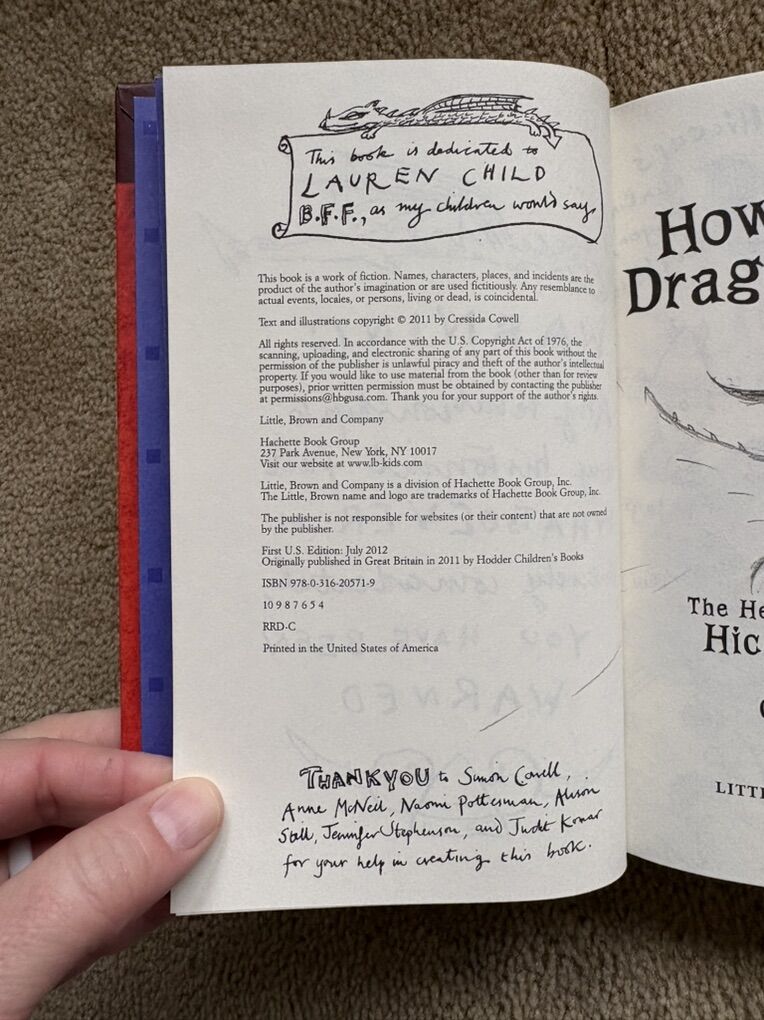 This book is dedicated to
LAUREN CHILD
B.F.F., as my children would say.
This book is a work of fiction. Names, characters, places, and incidents are the
product of the author's imagination or are used fictitiously. Any resemblance to
actual events, locales, or persons, living or dead, is coincidental.
Text and illustrations copyright © 2011 by Cressida Cowell
All rights reserved. In accordance with the U.S. Copyright Act of 1976, the
scanning, uploading, and electronic sharing of any part of this book without the
permission of the publisher is unlawful piracy and theft of the author's intellectual
property. If you would like to use material from the book (other than for review
purposes), prior written permission must be obtained by contacting the publisher
at permissions@hbgusa.com. Thank you for your support of the author's rights.
Little, Brown and Company
Hachette Book Group
237 Park Avenue, New York, NY 10017
Visit our website at www.lb-kids.com
Little, Brown and Company is a division of Hachette Book Group, Inc.
The Little, Brown name and logo are trademarks of Hachette Book Group, Inc.
The publisher is not responsible for websites (or their content) that are not owned
by the publisher.
First U.S. Edition: July 2012
Originally published in Great Britain in 2011 by Hodder Children's Books
ISBN 978-0-316-20571-9
10 9 8 7 6 5 4
RRD-C
Printed in the United States of America
THANKYOU to Simon Cowell,
Anne McNeil, Naomi Potterman, Alison
Still, Jennifer Stephenson, and Judit Komar
for your help in creating this book.
How
Drag
The He
Hic
LITT